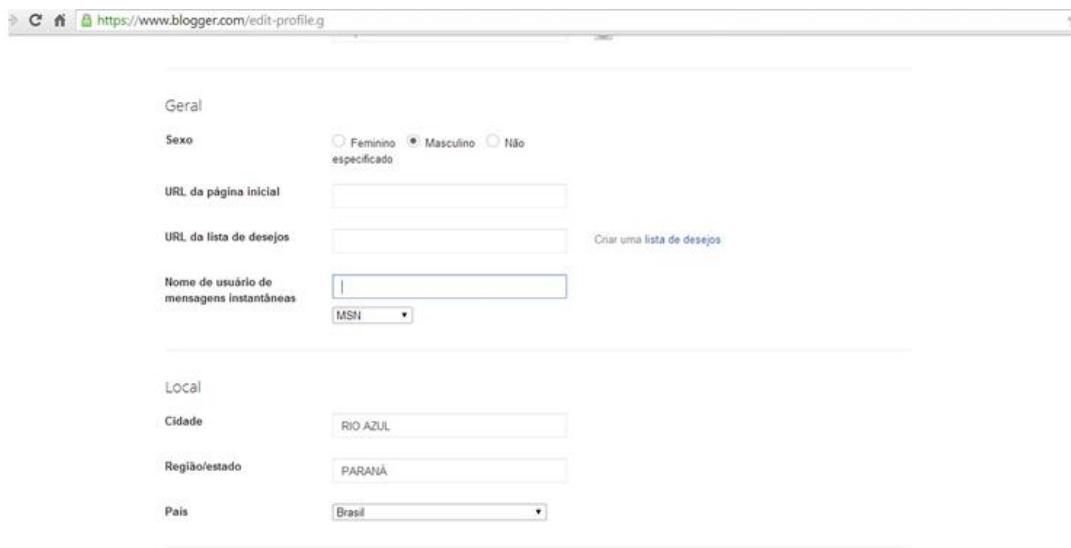 https://www.blogger.com/edit-profile.g
Geral
Sexo
Feminino Masculino Não
especificado
URL da página inicial
URL da lista de desejos
Criar uma lista de desejos
Nome de usuário de
mensagens instantâneas
MSN
Local
Cidade
RIO AZUL
Região/estado
PARANÁ
País
Brasil